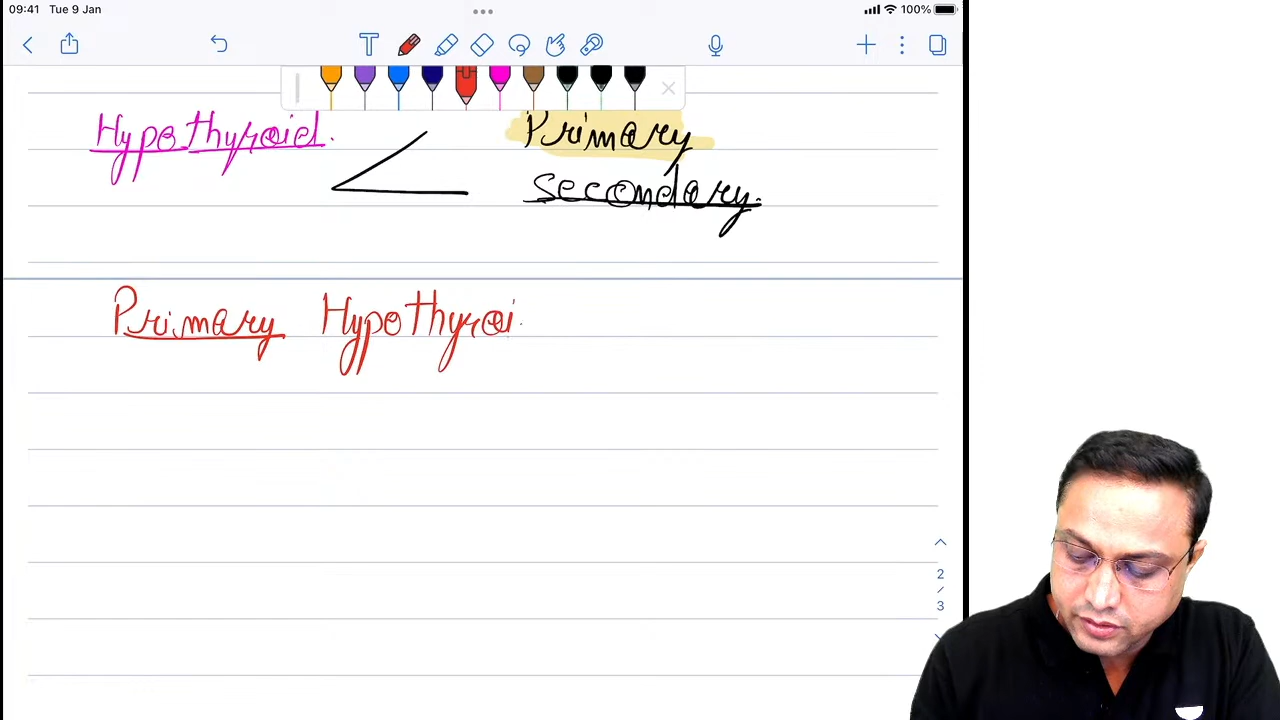 09:41 Tue 9 Jan
100%
T
Hypothyroid.
Primary
secondary.
Primary Hypothyroi
2
3